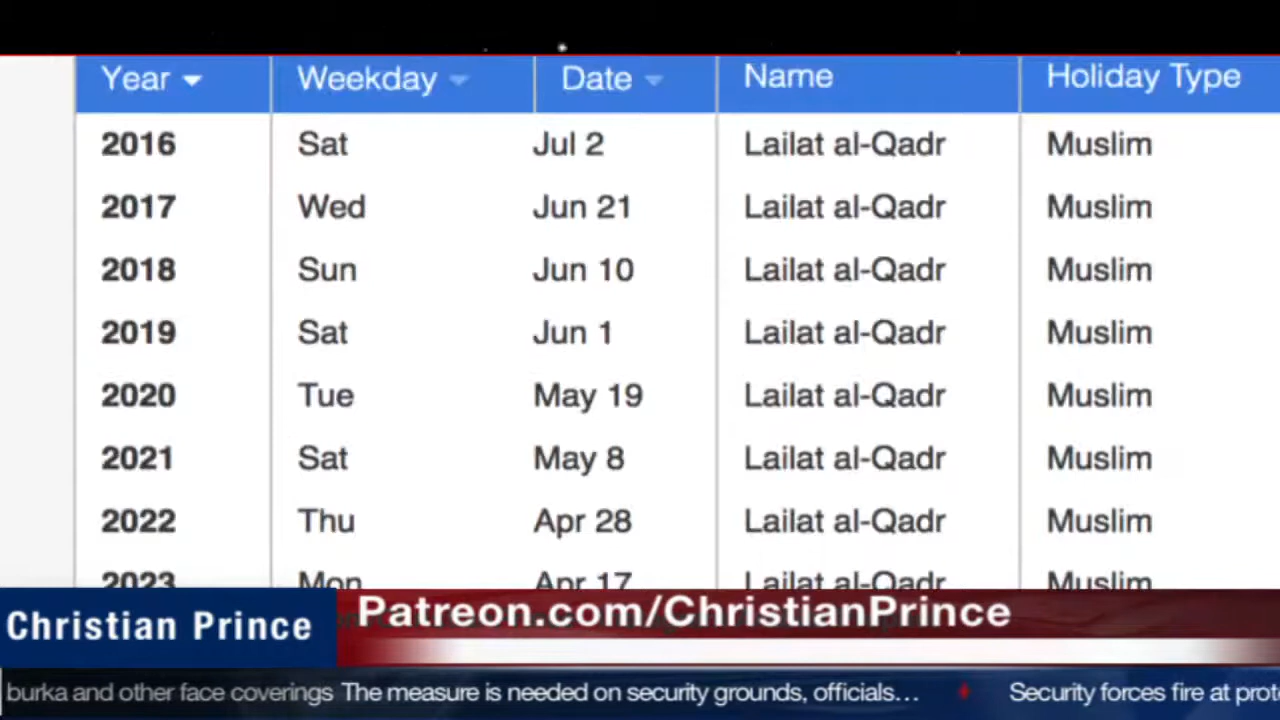 Year Weekday Date Name Holiday Type
2016 Sat Jul 2 Lailat al-Qadr Muslim
2017 Wed Jun 21 Lailat al-Qadr Muslim
2018 Sun Jun 10 Lailat al-Qadr Muslim
2019 Sat Jun 1 Lailat al-Qadr Muslim
2020 Tue May 19 Lailat al-Qadr Muslim
2021 Sat May 8 Lailat al-Qadr Muslim
2022 Thu Apr 28 Lailat al-Qadr Muslim
2023 Mon Apr 17 Lailat al-Qadr Muslim
Christian Prince Patreon.com/ChristianPrince
burka and other face coverings The measure is needed on security grounds, officials… Security forces fire at